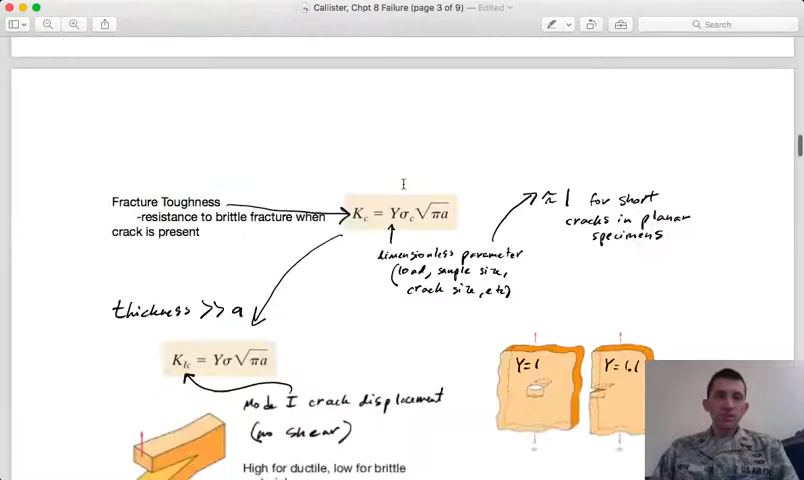 Callister, Chpt 8 Failure (page 3 of 9) — Edited
Search
Fracture Toughness
-resistance to brittle fracture when
crack is present
K_c = Yσ_c√πa
≈ 1 for short
cracks in planar
specimens
dimensionless parameter
(load, sample size,
crack size, etc)
thickness >> a
K_Ic = Yσ√πa
Mode I crack displacement
(no shear)
Y=1
Y=1.1
High for ductile, low for brittle
U.S. AIR FO